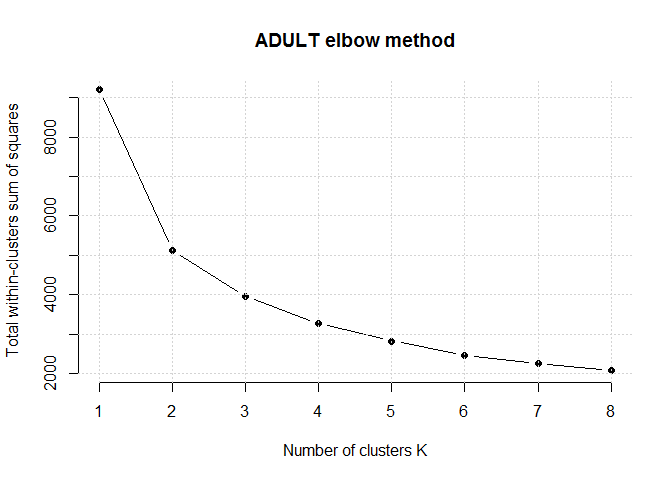 ADULT elbow method
Total within-clusters sum of squares
8000
6000
4000
2000
1 2 3 4 5 6 7 8
Number of clusters K